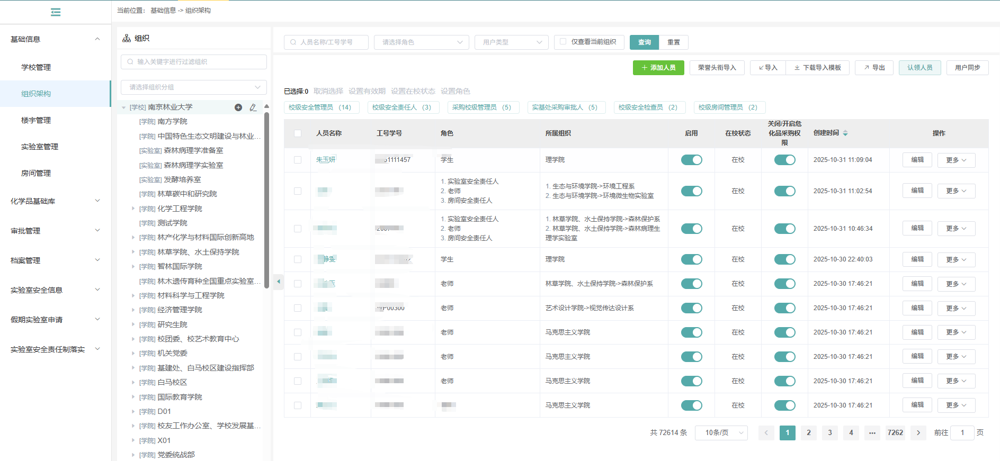 当前位置： 基础信息 -> 组织架构
基础信息
学校管理
组织架构
楼宇管理
实验室管理
房间管理
化学品基础库
审批管理
档案管理
实验室安全信息
假期实验室申请
实验室安全责任制落实
组织
输入关键字进行过滤组织
请选择组织分组
[学校] 南京林业大学
[学院] 南方学院
[学院] 中国特色生态文明建设与林业...
[实验室] 森林病理学准备室
[实验室] 森林病理学实验室
[实验室] 发酵培养室
[学院] 林草碳中和研究院
[学院] 化学工程学院
[学院] 测试学院
[学院] 林产化学与材料国际创新高地
[学院] 林草学院、水土保持学院
[学院] 智林国际学院
[学院] 林木遗传育种全国重点实验室...
[学院] 材料科学与工程学院
[学院] 经济管理学院
[学院] 研究生院
[学院] 校团委、校艺术教育中心
[学院] 机关党委
[学院] 基建处、白马校区建设指挥部
[学院] 白马校区
[学院] 国际教育学院
[学院] D01
[学院] 校友工作办公室、学校发展基...
[学院] X01
[学院] 党委统战部
人员名称/工号学号 请选择角色 用户类型 仅查看当前组织 查询 重置
添加人员 荣誉头衔导入 导入 下载导入模板 导出 认领人员 用户同步
已选择:0 取消选择 设置有效期 设置在校状态 设置角色
校级安全管理员 （14） 校级安全责任人 （3） 采购校级管理员 （5） 实基处采购审批人 （5） 校级安全检查员 （2） 校级房间管理员 （2）
人员名称 工号学号 角色 所属组织 启用 在校状态 关闭/开启危化品采购权限 创建时间 操作
朱玉妍 1111457 学生 理学院 在校 2025-10-31 11:09:04 编辑 更多
1. 实验室安全责任人
2. 老师
3. 房间安全责任人
1. 生态与环境学院->环境工程系
2. 生态与环境学院->环境微生物实验室
在校 2025-10-31 11:02:54 编辑 更多
1. 实验室安全责任人
2. 老师
3. 房间安全责任人
1. 林草学院、水土保持学院->森林保护系
2. 林草学院、水土保持学院->森林病理生
理学实验室
在校 2025-10-31 10:46:34 编辑 更多
学生 理学院 在校 2025-10-30 22:40:03 编辑 更多
老师 林草学院、水土保持学院->森林保护系 在校 2025-10-30 17:46:21 编辑 更多
P00300 老师 艺术设计学院->视觉传达设计系 在校 2025-10-30 17:46:21 编辑 更多
老师 马克思主义学院 在校 2025-10-30 17:46:21 编辑 更多
老师 马克思主义学院 在校 2025-10-30 17:46:21 编辑 更多
老师 马克思主义学院 在校 2025-10-30 17:46:21 编辑 更多
马克思主义学院 在校 2025-10-30 17:46:21 编辑 更多
共 72614 条 10条/页 1 2 3 4 ••• 7262 前往 1 页